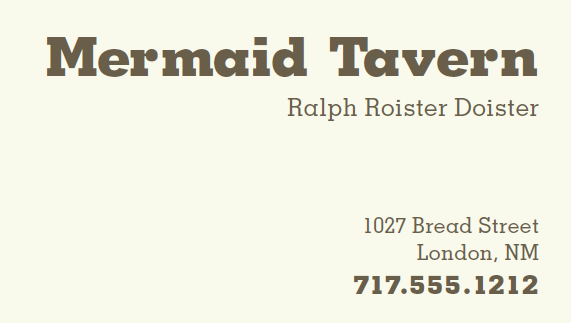 Mermaid Tavern
Ralph Roister Doister
1027 Bread Street
London, NM
717.555.1212